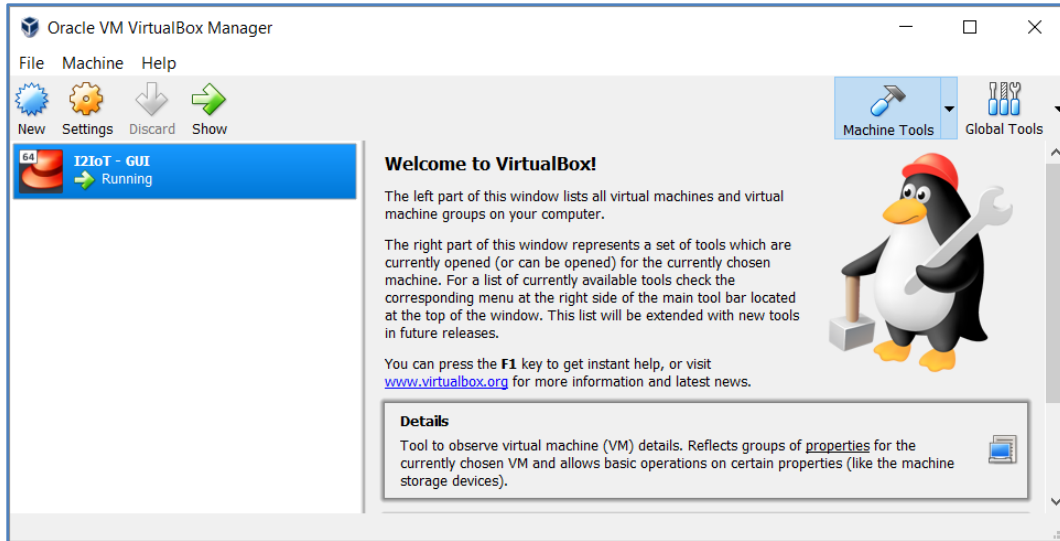 Oracle VM VirtualBox Manager
File Machine Help
New Settings Discard Show
Machine Tools Global Tools
64
I2IoT - GUI
Running
Welcome to VirtualBox!
The left part of this window lists all virtual machines and virtual
machine groups on your computer.
The right part of this window represents a set of tools which are
currently opened (or can be opened) for the currently chosen
machine. For a list of currently available tools check the
corresponding menu at the right side of the main tool bar located
at the top of the window. This list will be extended with new tools
in future releases.
You can press the F1 key to get instant help, or visit
www.virtualbox.org for more information and latest news.
Details
Tool to observe virtual machine (VM) details. Reflects groups of properties for the
currently chosen VM and allows basic operations on certain properties (like the machine
storage devices).